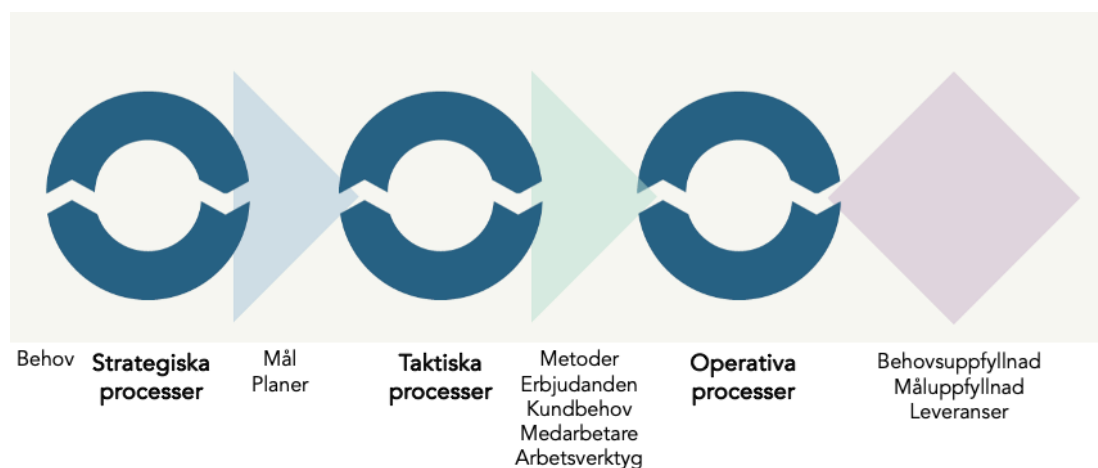 Behov
Strategiska
processer
Mål
Planer
Taktiska
processer
Metoder
Erbjudanden
Kundbehov
Medarbetare
Arbetsverktyg
Operativa
processer
Behovsuppfyllnad
Måluppfyllnad
Leveranser